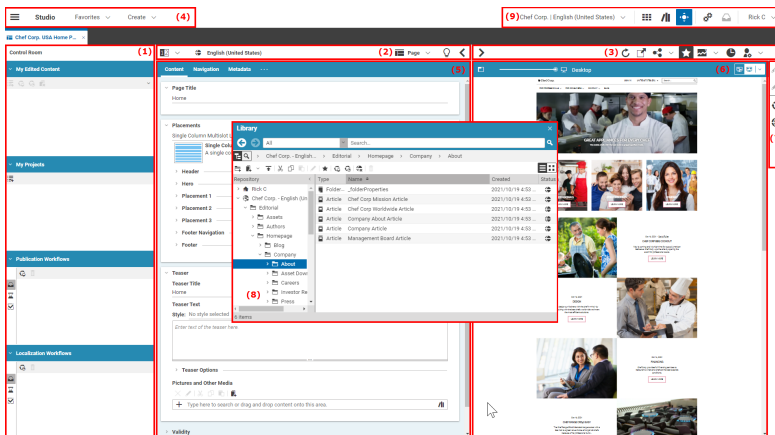 Studio Favorites Create (4) (9) Chef Corp. | English (United States) Rick C
Chef Corp. USA Home P...
Control Room (1)
My Edited Content
My Projects
Publication Workflows
Localization Workflows
English (United States) (2) Page
Content Navigation Metadata ... (5)
Page Title
Home
Placements
Single Column Multislot L
Single Colu
A single co
Header
Hero
Placement 1
Placement 2
Placement 3
Footer Navigation
Footer
Teaser
Teaser Title
Home
Teaser Text
Style: No style selected
Enter text of the teaser here.
Teaser Options
Pictures and Other Media
Type here to search or drag and drop content onto this area.
Validity
Library
All Search...
Chef Corp. - English... Editorial Homepage Company About
Repository Type Name Created Status
Rick C
Chef Corp. - English (Un
Editorial
Assets
Authors
Homepage
Blog
Company
About
Asset Down
Careers
Investor Re
Press
(8)
6 items
Folder... _folderProperties 2021/10/19 4:53 ...
Article Chef Corp Mission Article 2021/10/19 4:53 ...
Article Chef Corp Worldwide Article 2021/10/19 4:53 ...
Article Company About Article 2021/10/19 4:53 ...
Article Company Article 2021/10/19 4:53 ...
Article Management Board Article 2021/10/19 4:53 ...
(3)
Desktop (6)